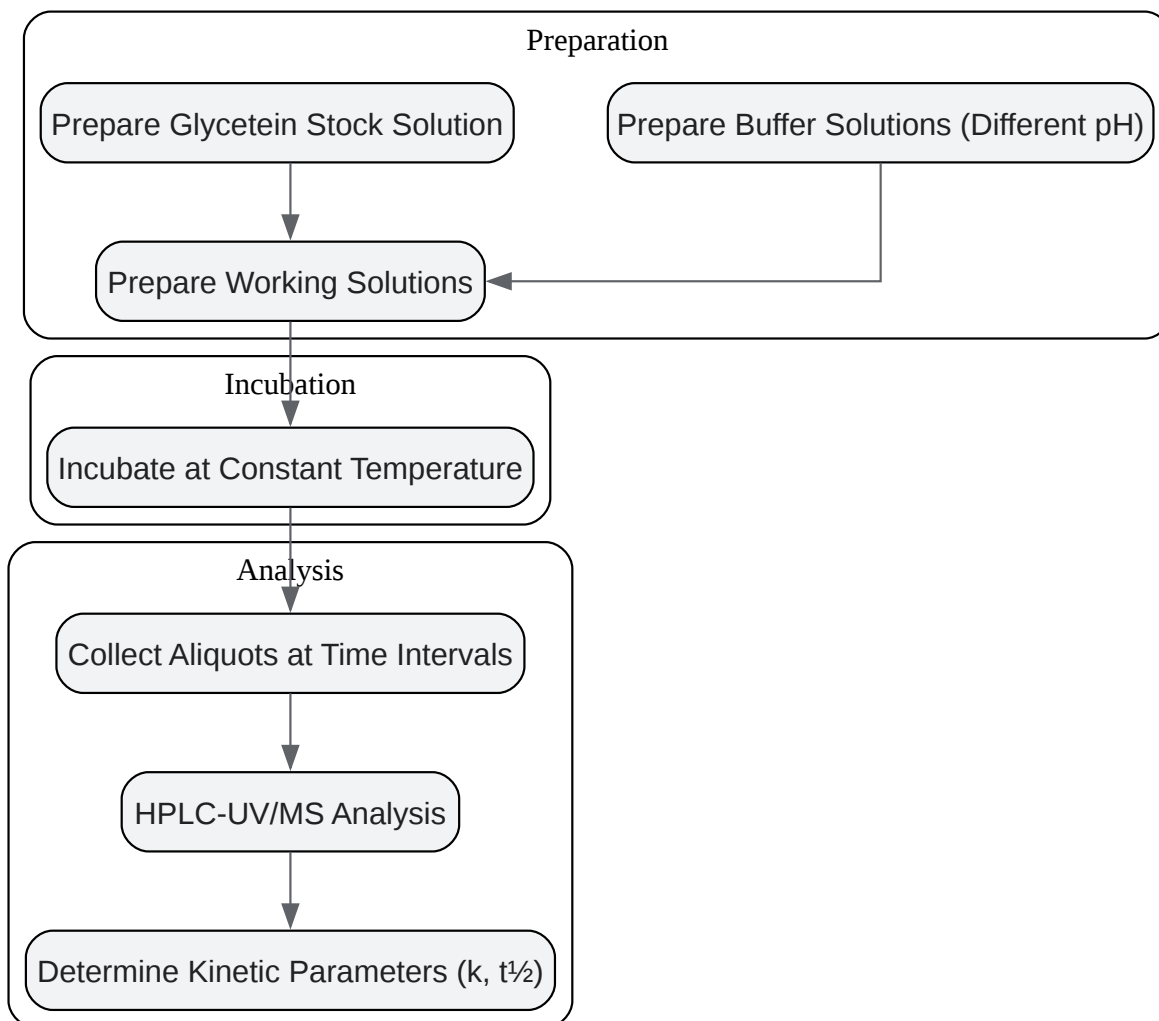 Preparation
Prepare Glycetein Stock Solution
Prepare Buffer Solutions (Different pH)
Prepare Working Solutions
Incubation
Incubate at Constant Temperature
Analysis
Collect Aliquots at Time Intervals
HPLC-UV/MS Analysis
Determine Kinetic Parameters (k, t½)